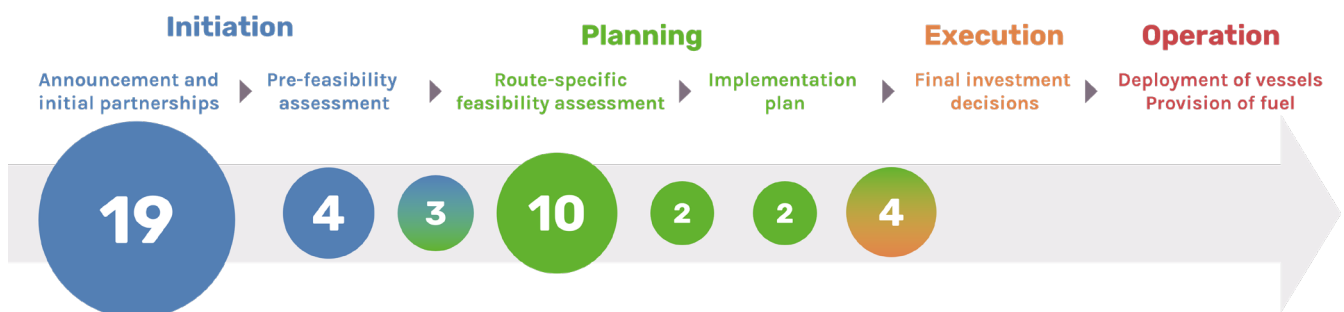 Initiation
Planning
Execution
Operation
Announcement and
initial partnerships
Pre-feasibility
assessment
Route-specific
feasibility assessment
Implementation
plan
Final investment
decisions
Deployment of vessels
Provision of fuel
19
4
3
10
2
2
4